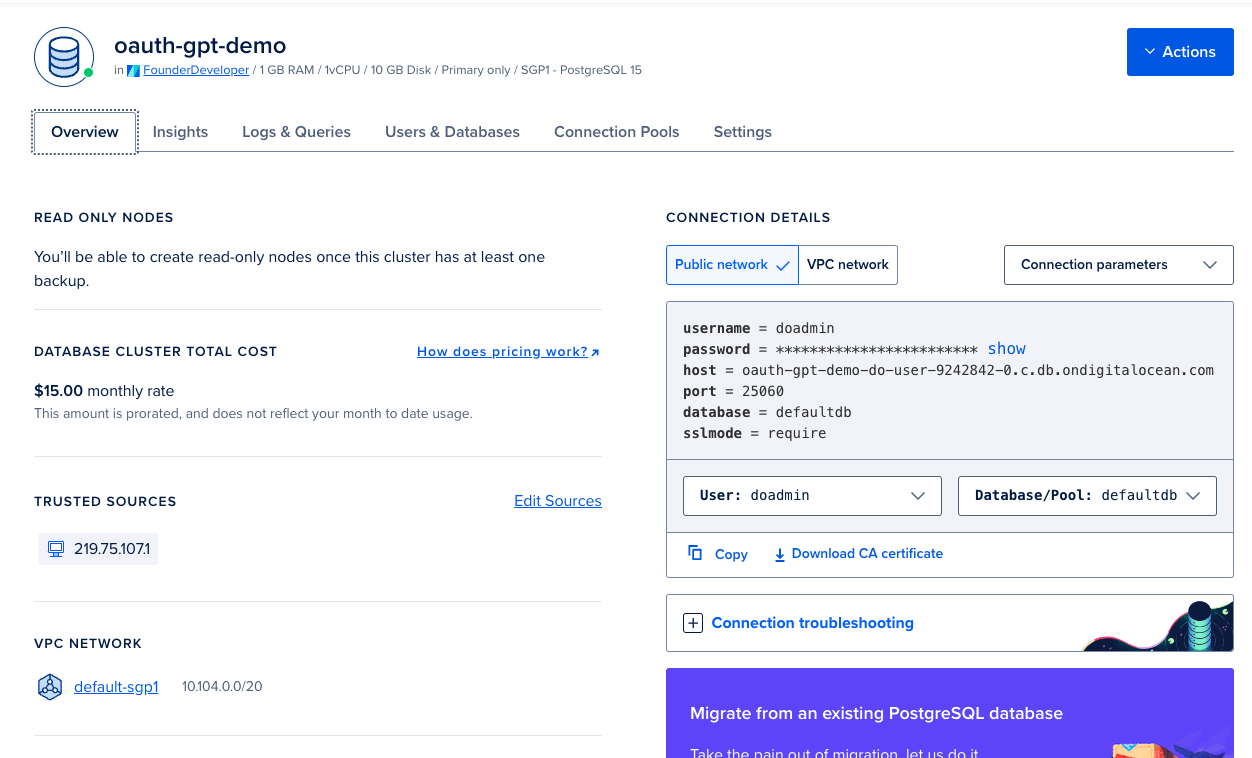 oauth-gpt-demo
in FounderDeveloper / 1 GB RAM / 1vCPU / 10 GB Disk / Primary only / SGP1 - PostgreSQL 15
Actions
Overview Insights Logs & Queries Users & Databases Connection Pools Settings
READ ONLY NODES
You’ll be able to create read-only nodes once this cluster has at least one
backup.
DATABASE CLUSTER TOTAL COST How does pricing work?
$15.00 monthly rate
This amount is prorated, and does not reflect your month to date usage.
TRUSTED SOURCES Edit Sources
219.75.107.1
VPC NETWORK
default-sgp1 10.104.0.0/20
CONNECTION DETAILS
Public network VPC network Connection parameters
username = doadmin
password = ************************ show
host = oauth-gpt-demo-do-user-9242842-0.c.db.ondigitalocean.com
port = 25060
database = defaultdb
sslmode = require
User: doadmin Database/Pool: defaultdb
Copy Download CA certificate
Connection troubleshooting
Migrate from an existing PostgreSQL database
Take the pain out of migration, let us do it